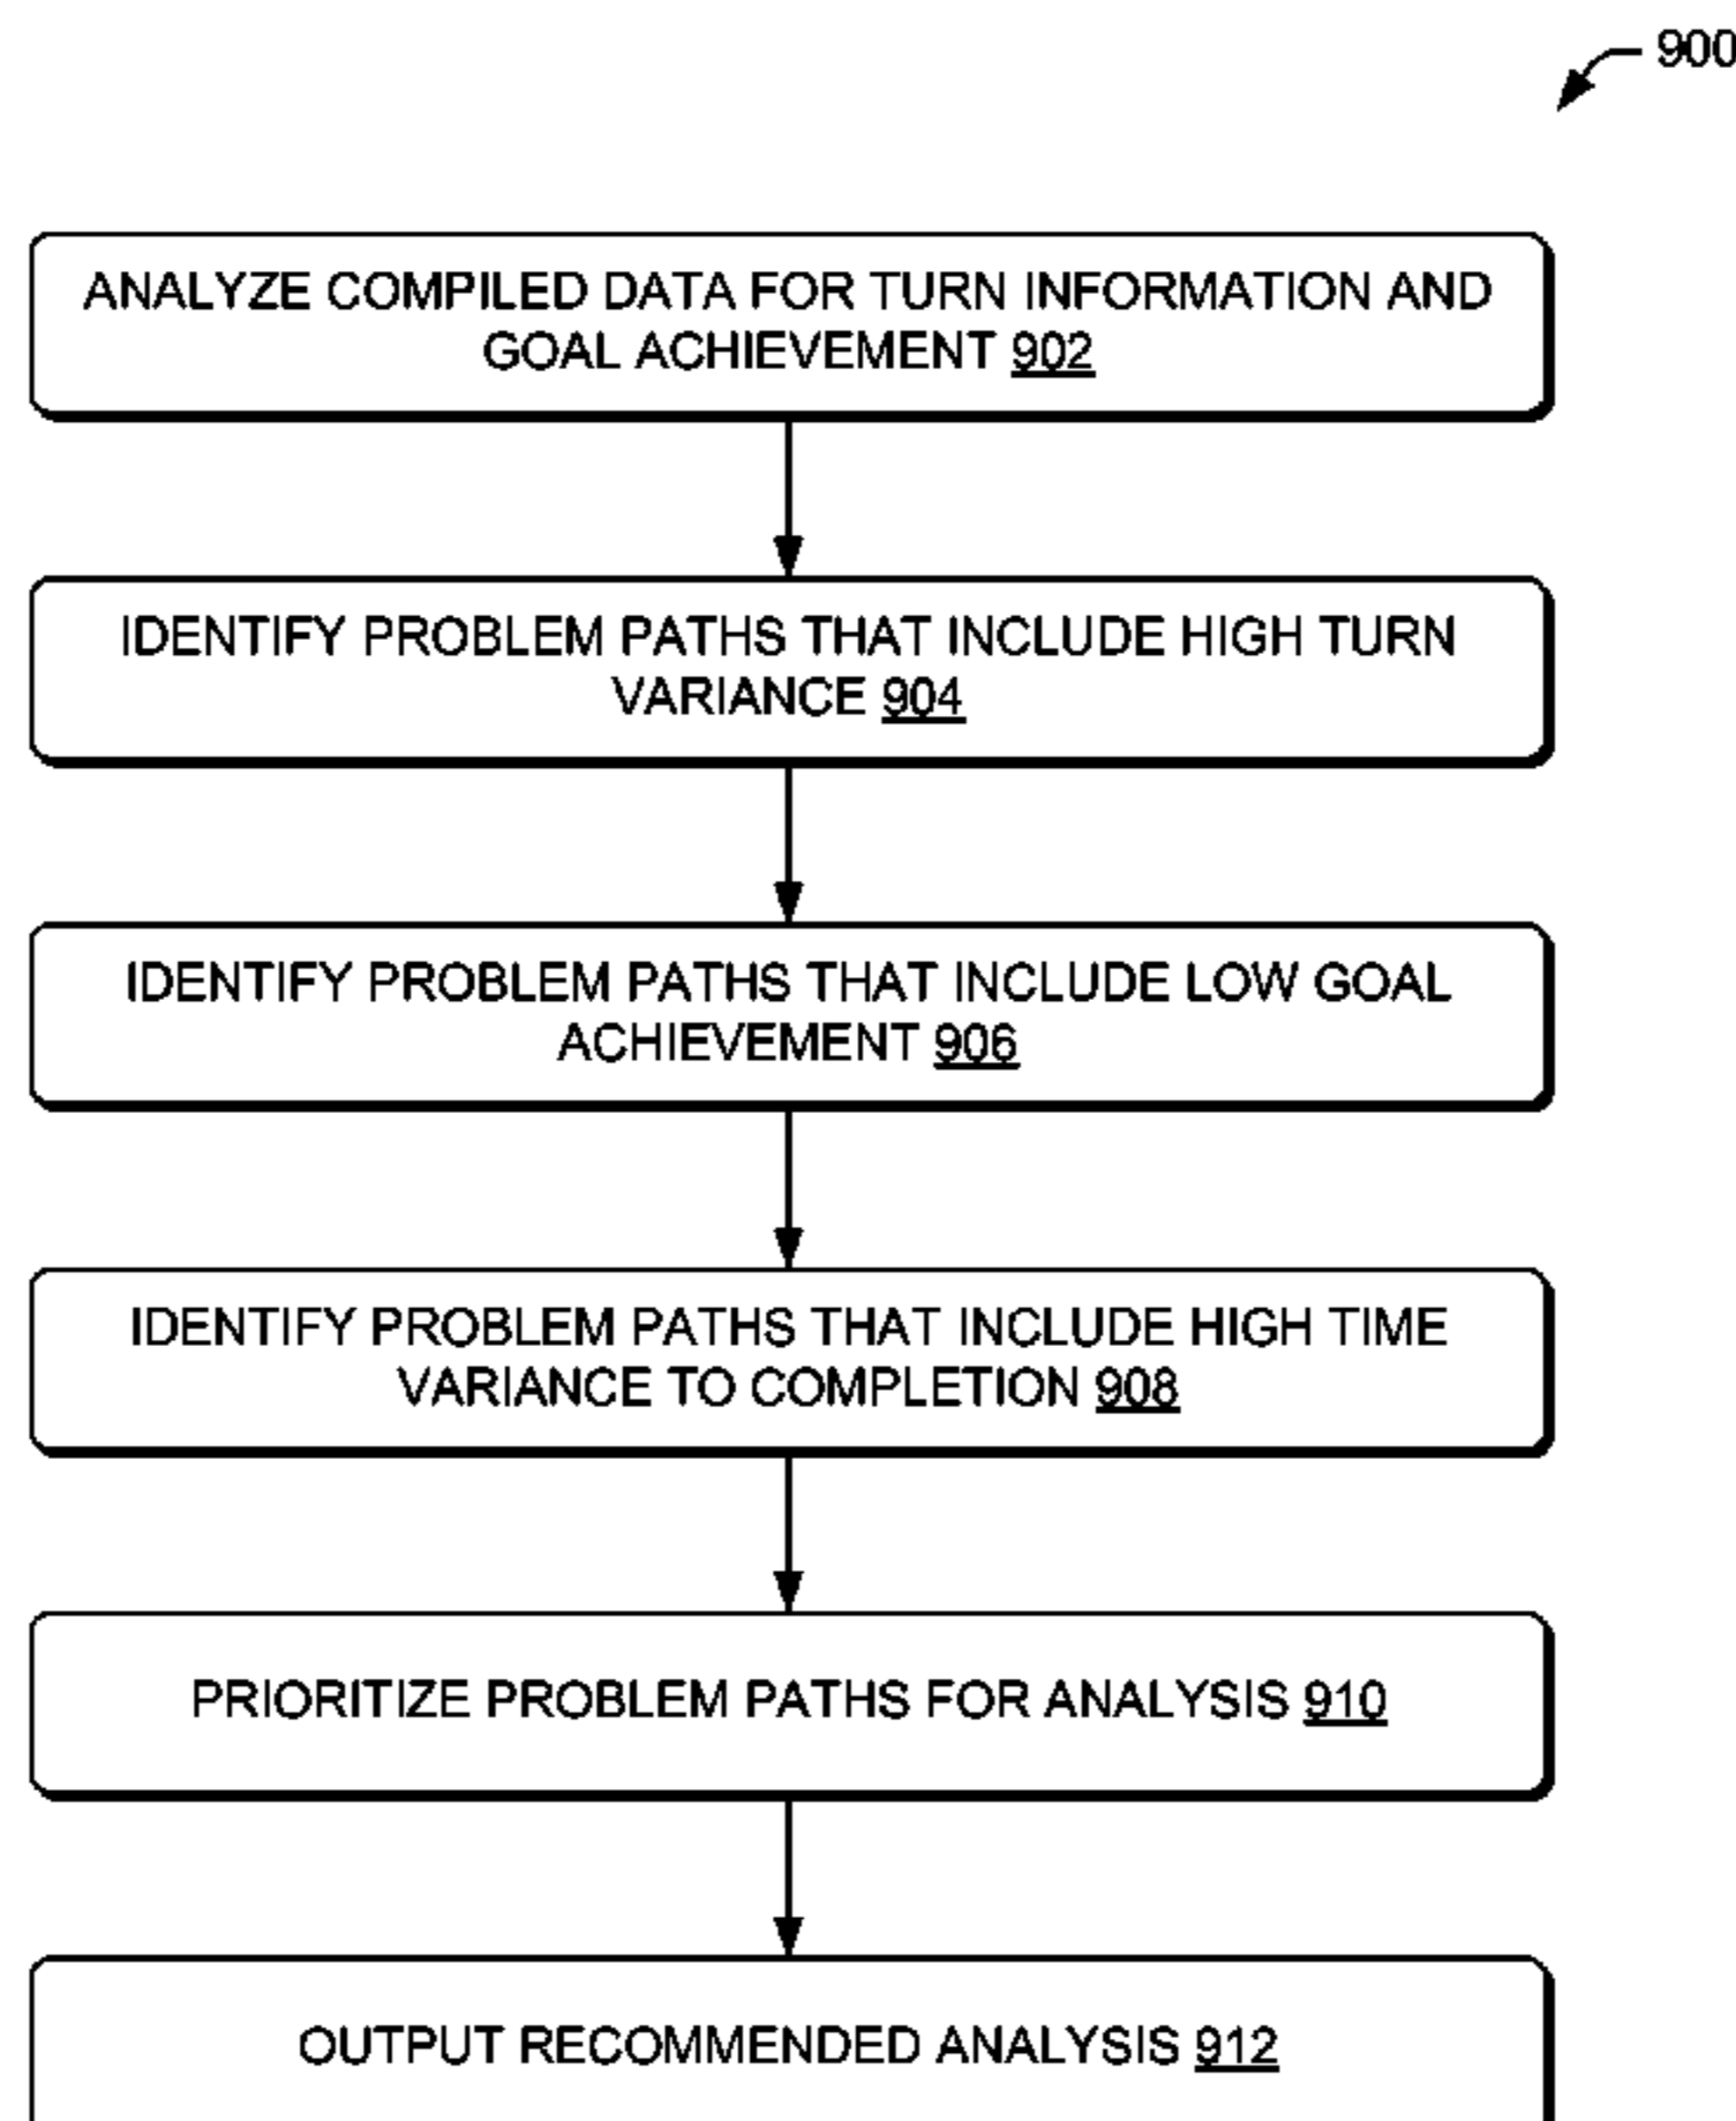 900
ANALYZE COMPILED DATA FOR TURN INFORMATION AND
GOAL ACHIEVEMENT 902
IDENTIFY PROBLEM PATHS THAT INCLUDE HIGH TURN
VARIANCE 904
IDENTIFY PROBLEM PATHS THAT INCLUDE LOW GOAL
ACHIEVEMENT 906
IDENTIFY PROBLEM PATHS THAT INCLUDE HIGH TIME
VARIANCE TO COMPLETION 908
PRIORITIZE PROBLEM PATHS FOR ANALYSIS 910
OUTPUT RECOMMENDED ANALYSIS 912